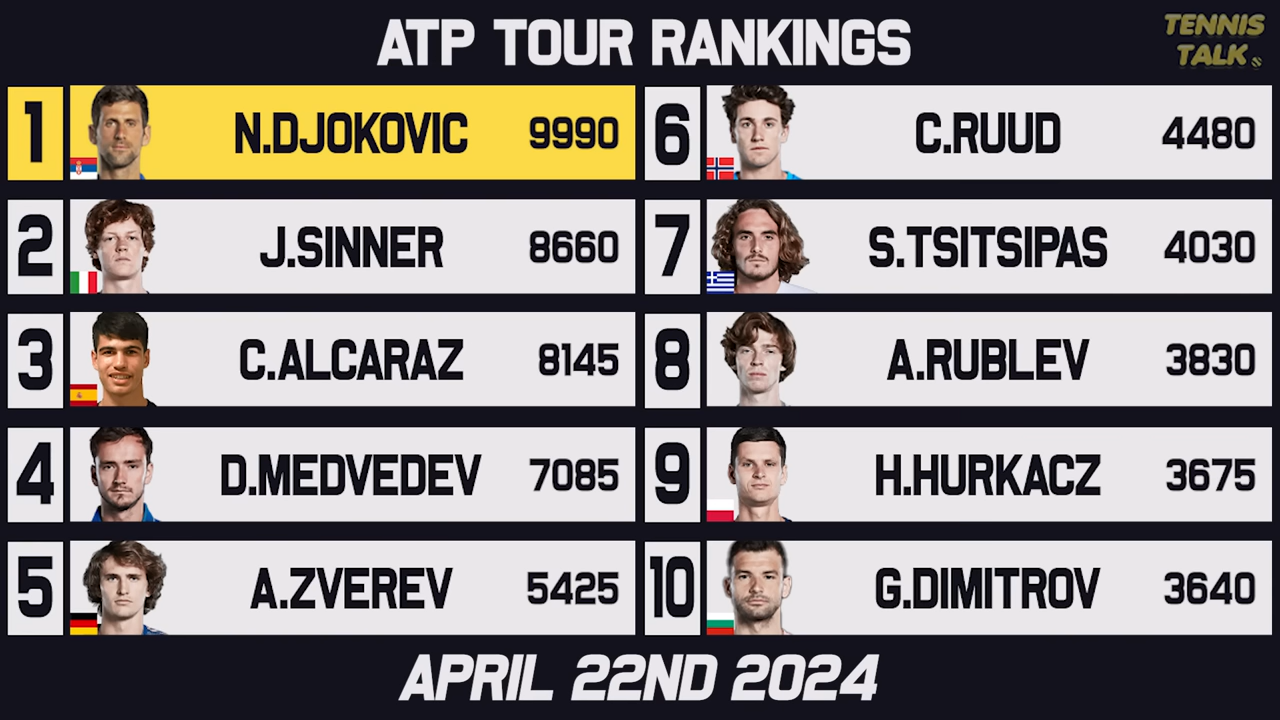 ATP TOUR RANKINGS
TENNIS
TALK.
1 N.DJOKOVIC 9990
2 J.SINNER 8660
3 C.ALCARAZ 8145
4 D.MEDVEDEV 7085
5 A.ZVEREV 5425
6 C.RUUD 4480
7 S.TSITSIPAS 4030
8 A.RUBLEV 3830
9 H.HURKACZ 3675
10 G.DIMITROV 3640
APRIL 22ND 2024